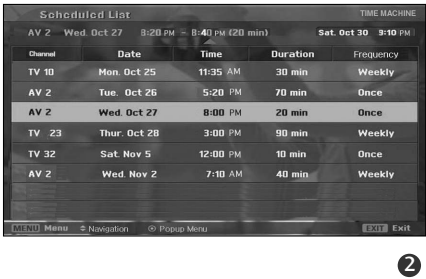 Scheduled List TIME MACHINE
AV 2 Wed. Oct 27 8:20 PM ~ 8:40 PM (20 min) Sat. Oct 30 9:10 PM
Channel Date Time Duration Frequency
TV 10 Mon. Oct 25 11:35 AM 30 min Weekly
AV 2 Tue. Oct 26 5:20 PM 70 min Once
AV 2 Wed. Oct 27 8:00 PM 20 min Once
TV 23 Thur. Oct 28 3:00 PM 90 min Weekly
TV 32 Sat. Nov 5 12:00 PM 10 min Once
AV 2 Wed. Nov 2 7:10 AM 40 min Weekly
MENU Menu Navigation Popup Menu EXIT Exit
2